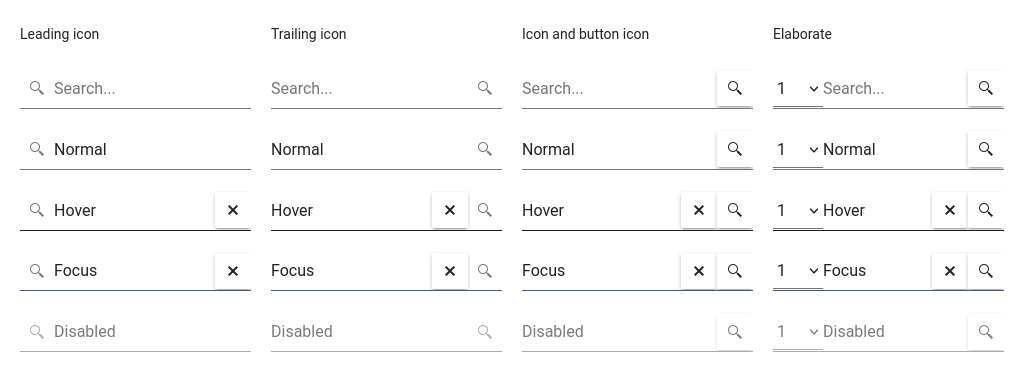 Leading icon Trailing icon Icon and button icon Elaborate
Search... Search... Search... 1 Search...
Normal Normal Normal 1 Normal
Hover Hover Hover 1 Hover
Focus Focus Focus 1 Focus
Disabled Disabled Disabled 1 Disabled